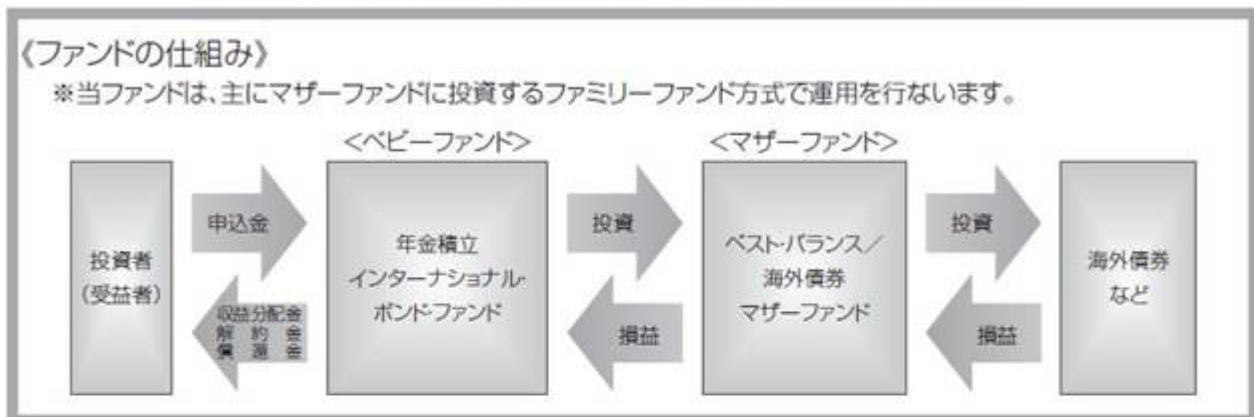 《ファンドの仕組み》
※当ファンドは、主にマザーファンドに投資するファミリーファンド方式で運用を行ないます。
<ベビーファンド>
<マザーファンド>
投資者
(受益者)
申込金
収益分配金
解約金
償還金
年金積立
インターナショナル・
ボンド・ファンド
投資
損益
ベスト・バランス/
海外債券
マザーファンド
投資
損益
海外債券
など